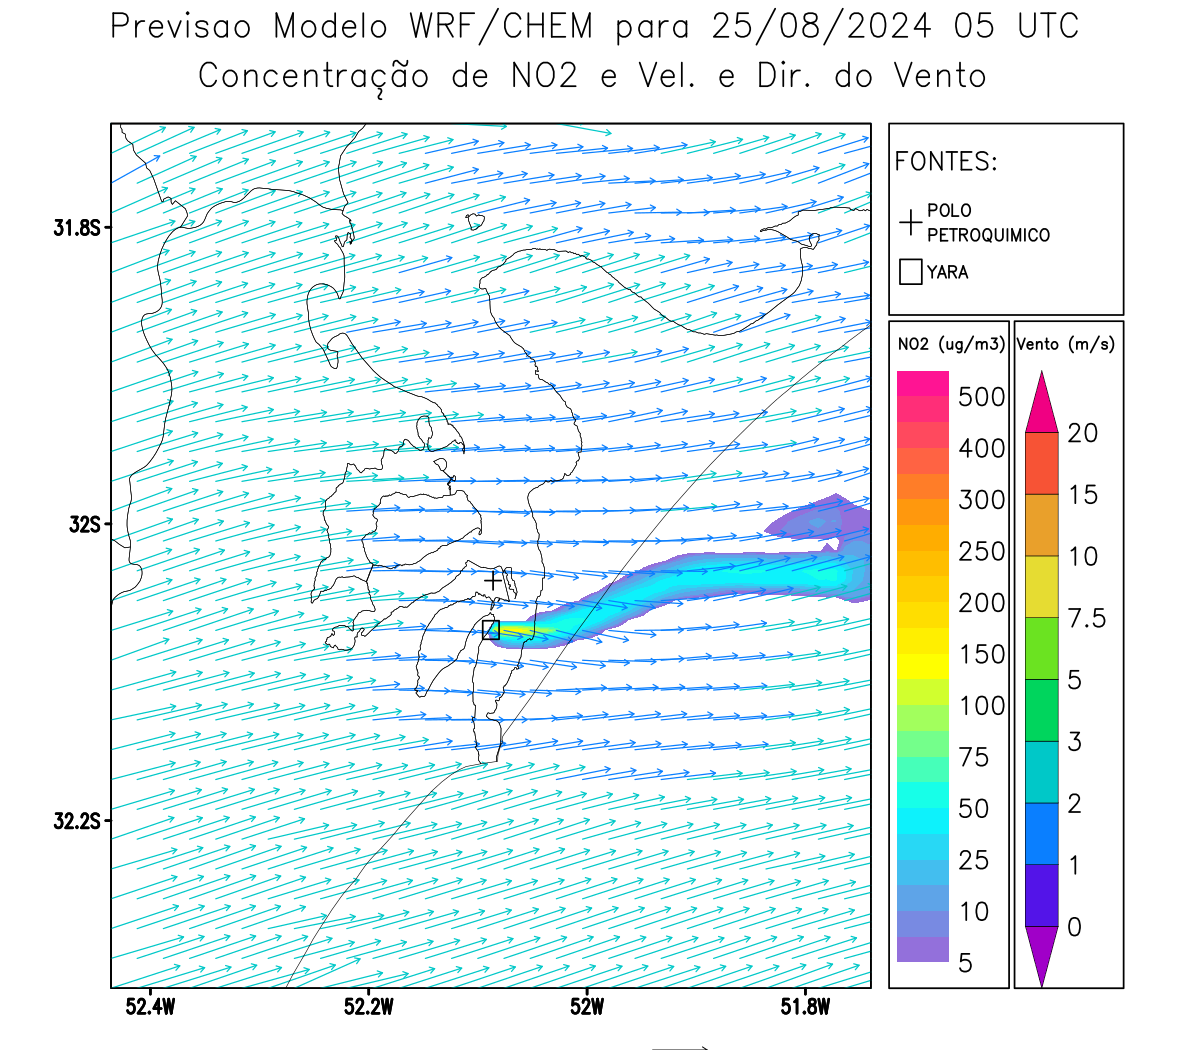 Previsao Modelo WRF/CHEM para 25/08/2024 05 UTC
Concentração de NO2 e Vel. e Dir. do Vento
FONTES:
POLO
PETROQUIMICO
YARA
NO2 (ug/m3)
500
400
300
250
200
150
100
75
50
25
10
5
Vento (m/s)
20
15
10
7.5
5
3
2
1
0
31.8S
32S
32.2S
52.4W
52.2W
52W
51.8W